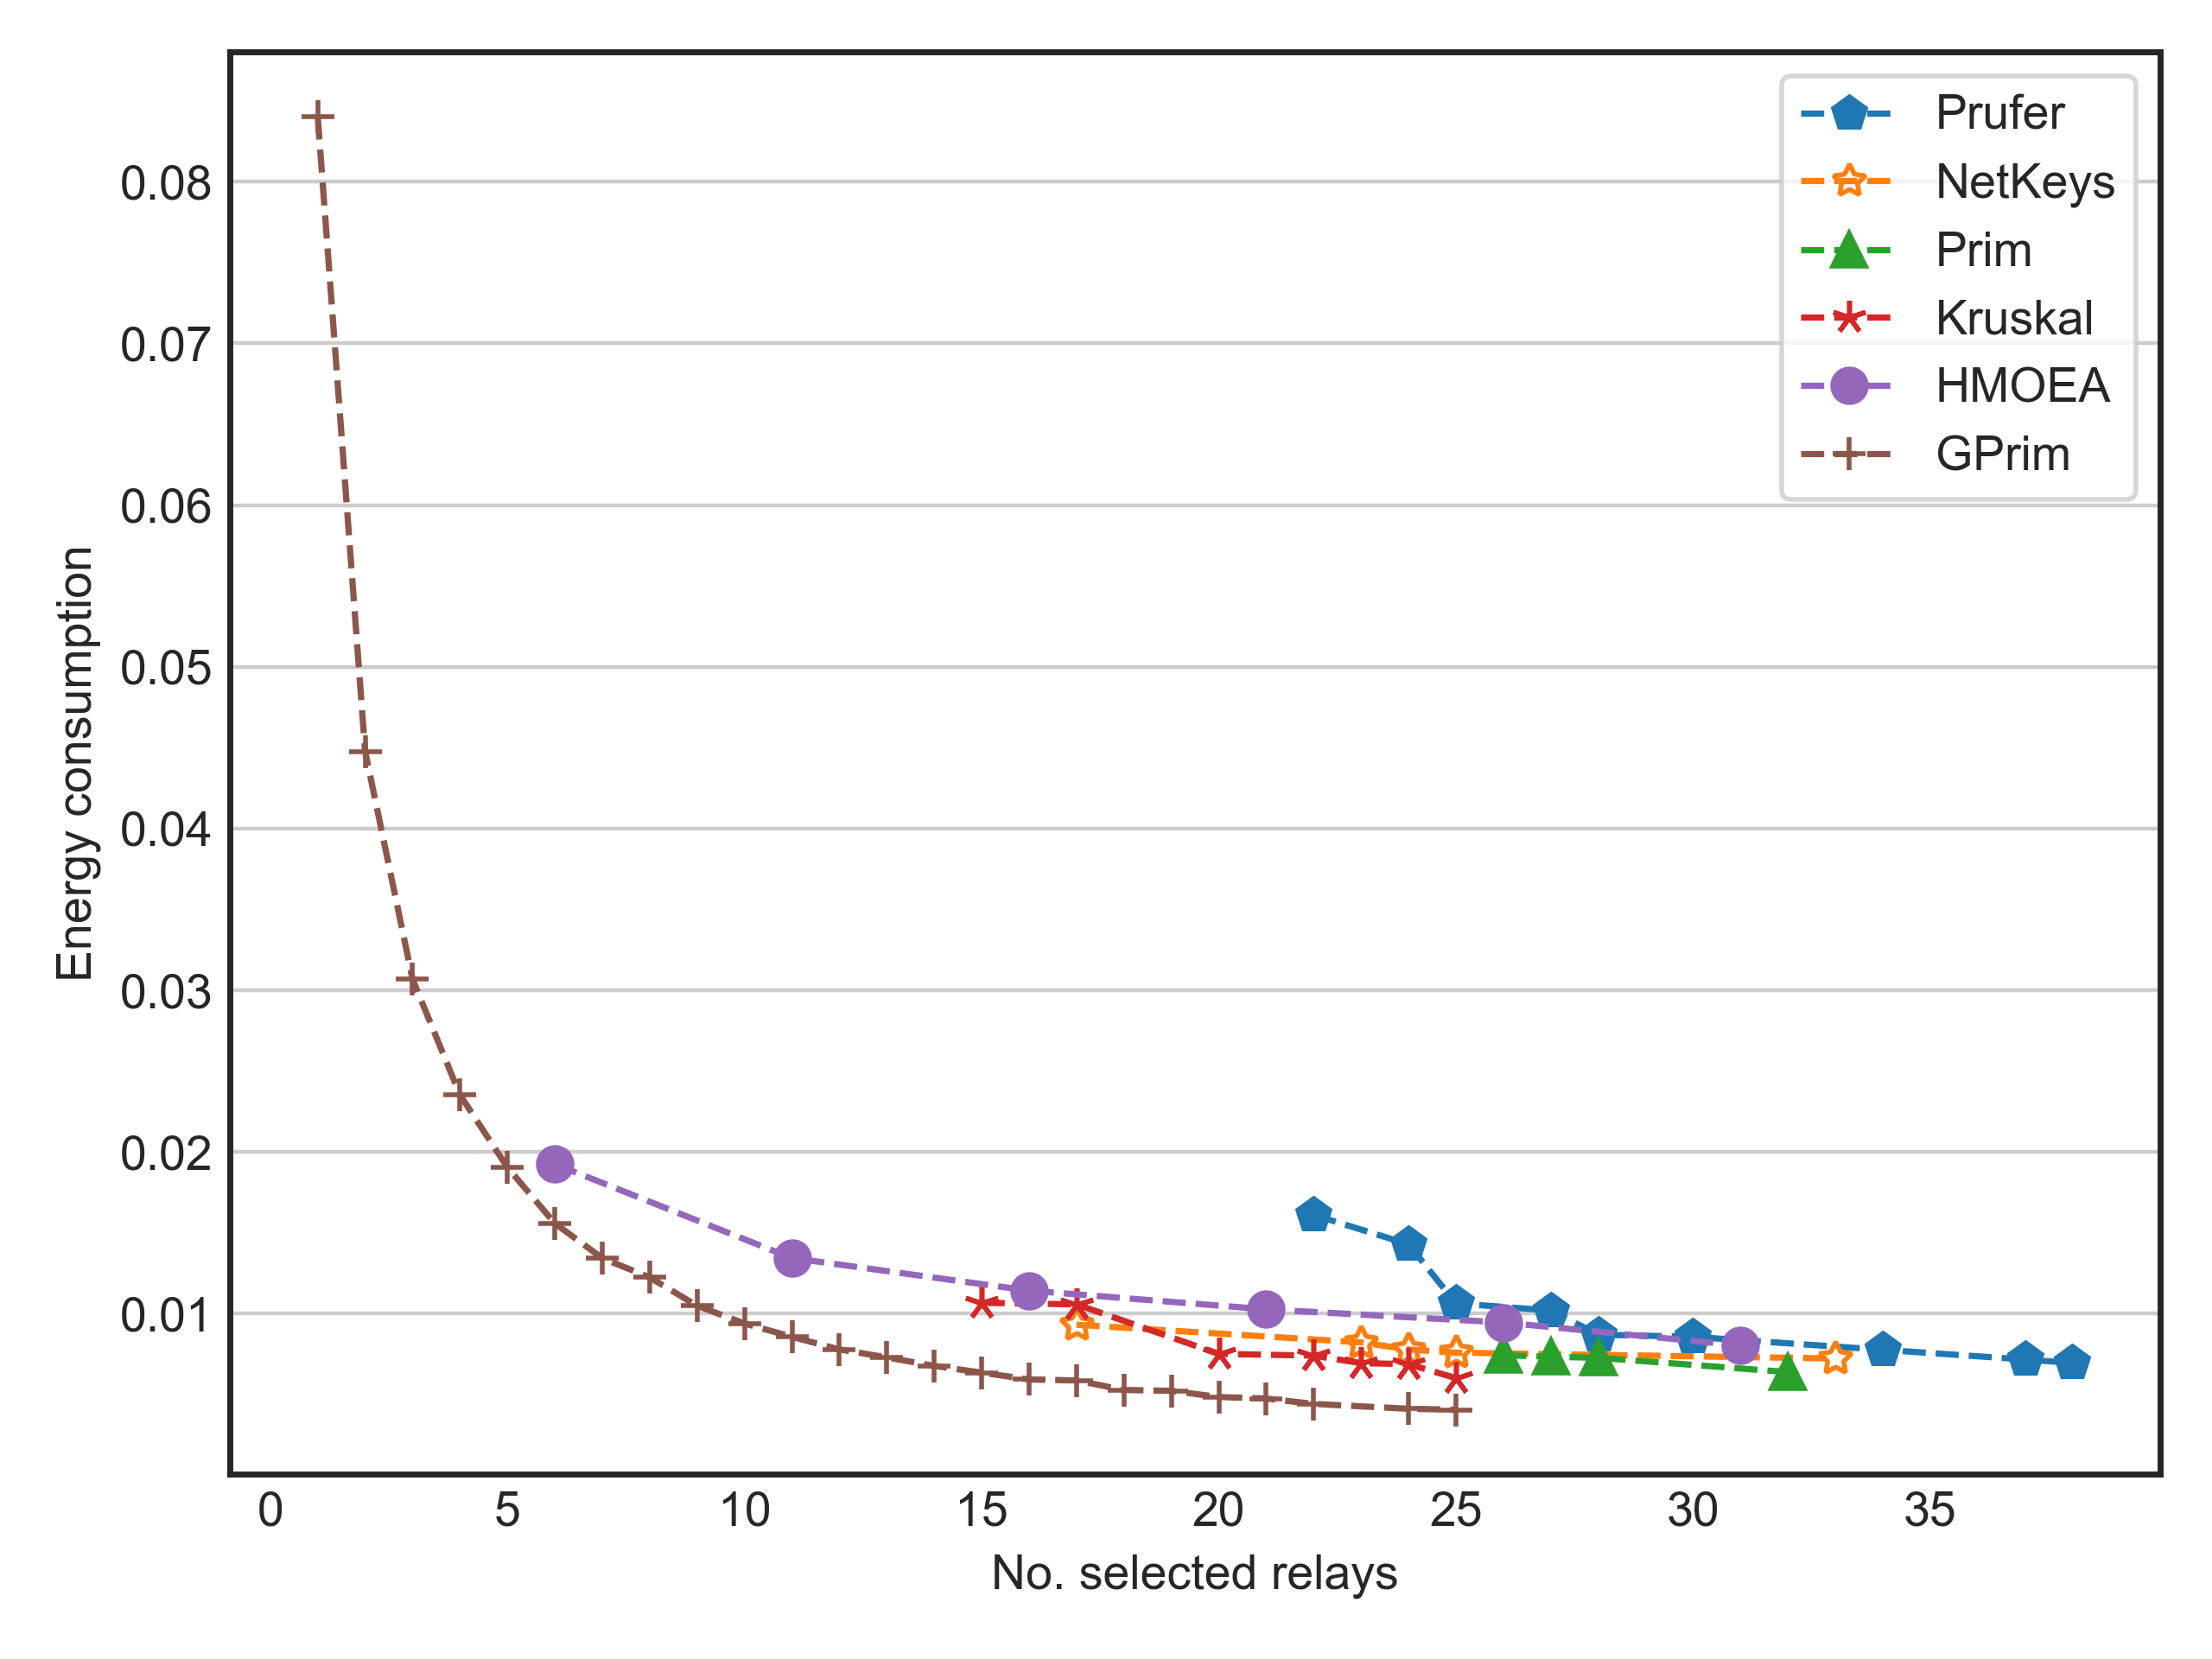 Prufer
NetKeys
Prim
Kruskal
HMOEA
GPrim
Energy consumption
0.08
0.07
0.06
0.05
0.04
0.03
0.02
0.01
0 5 10 15 20 25 30 35
No. selected relays